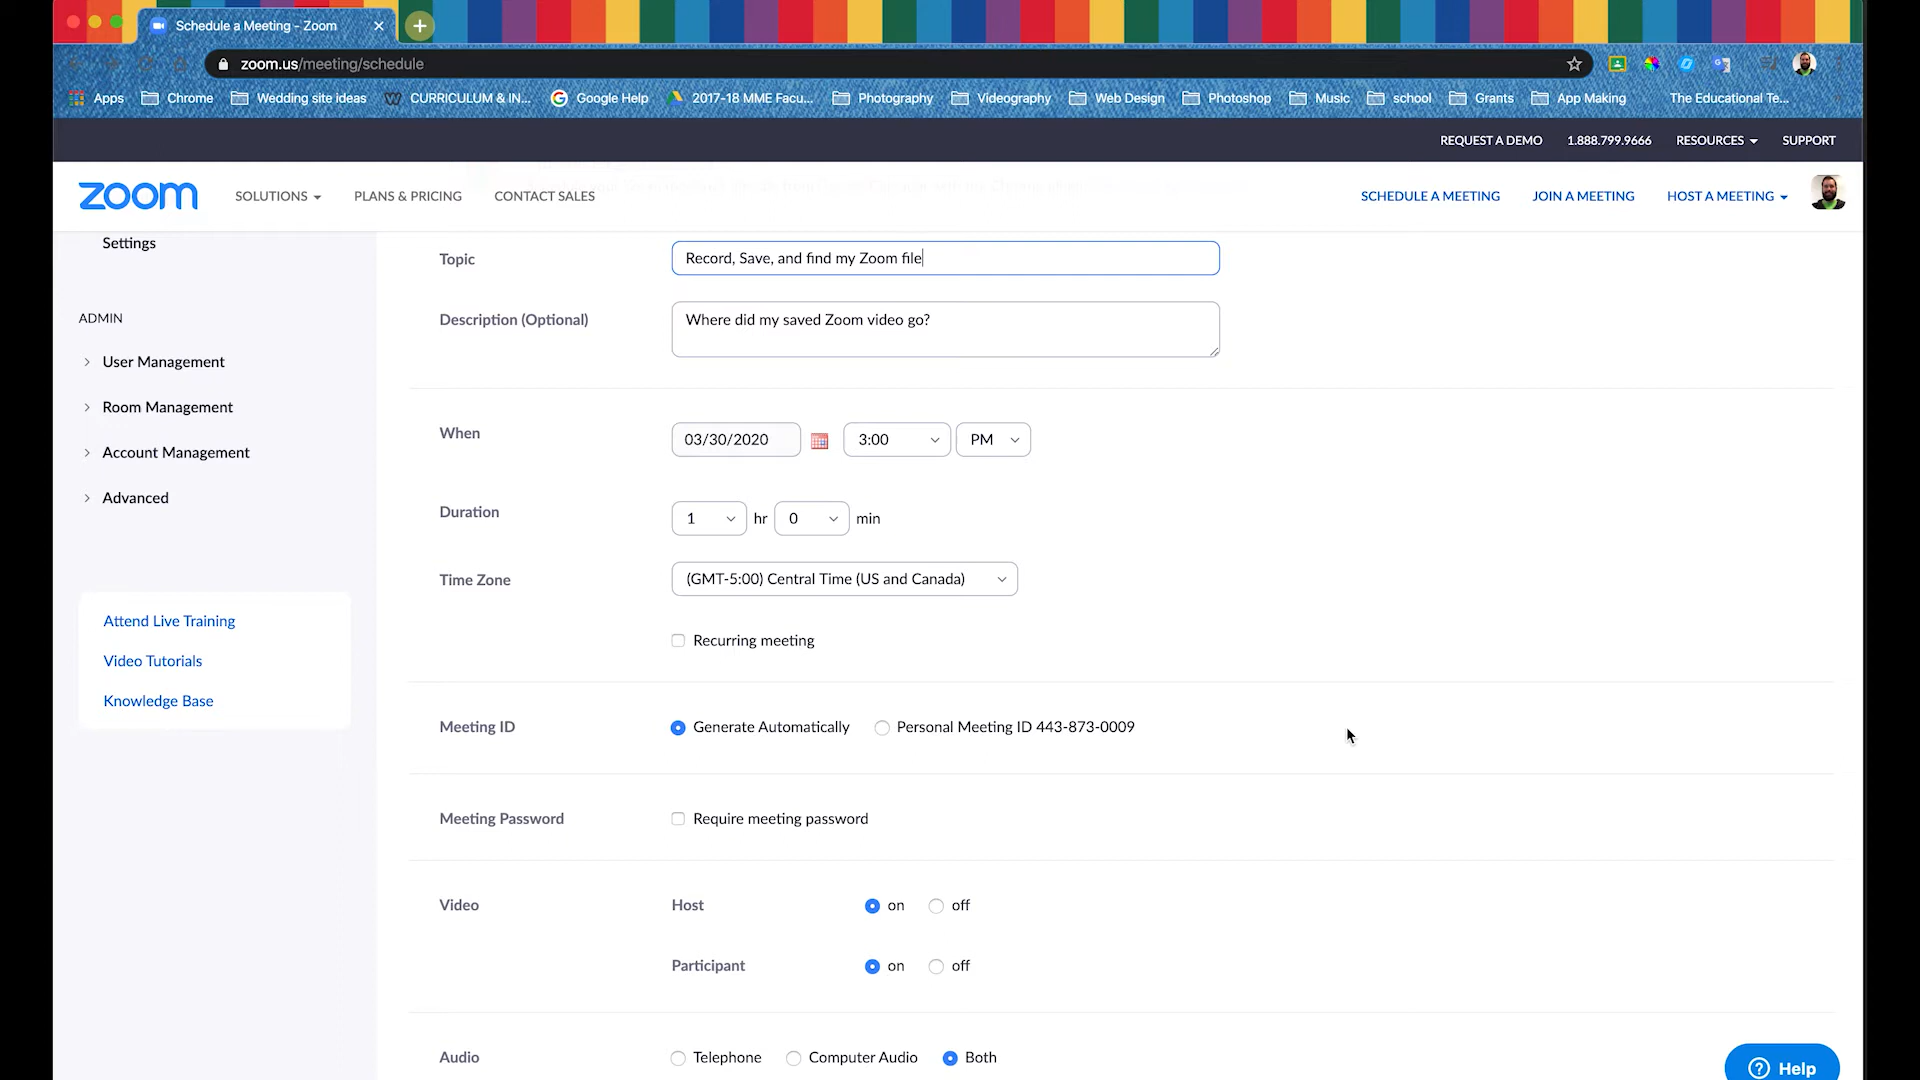 Schedule a Meeting - Zoom
zoom.us/meeting/schedule
Apps Chrome Wedding site ideas CURRICULUM & IN... Google Help 2017-18 MME Facu... Photography Videography Web Design Photoshop Music school Grants App Making The Educational Te...
REQUEST A DEMO 1.888.799.9666 RESOURCES SUPPORT
zoom SOLUTIONS PLANS & PRICING CONTACT SALES SCHEDULE A MEETING JOIN A MEETING HOST A MEETING
Settings
ADMIN
User Management
Room Management
Account Management
Advanced
Attend Live Training
Video Tutorials
Knowledge Base
Topic Record, Save, and find my Zoom file
Description (Optional) Where did my saved Zoom video go?
When 03/30/2020 3:00 PM
Duration 1 hr 0 min
Time Zone (GMT-5:00) Central Time (US and Canada)
Recurring meeting
Meeting ID Generate Automatically Personal Meeting ID 443-873-0009
Meeting Password Require meeting password
Video Host on off
Participant on off
Audio Telephone Computer Audio Both
Help